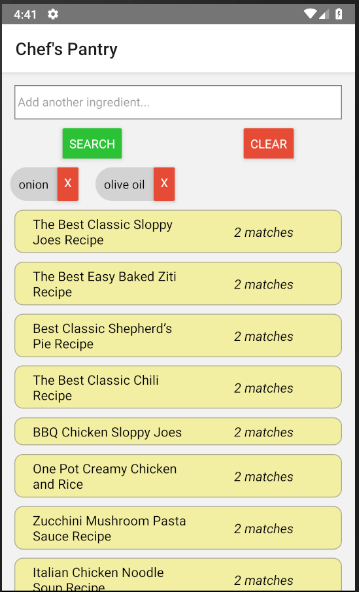 4:41
Chef's Pantry
Add another ingredient...
SEARCH CLEAR
onion X olive oil X
The Best Classic Sloppy
Joes Recipe
2 matches
The Best Easy Baked Ziti
Recipe
2 matches
Best Classic Shepherd's
Pie Recipe
2 matches
The Best Classic Chili
Recipe
2 matches
BBQ Chicken Sloppy Joes
2 matches
One Pot Creamy Chicken
and Rice
2 matches
Zucchini Mushroom Pasta
Sauce Recipe
2 matches
Italian Chicken Noodle
Soup Recipe
2 matches